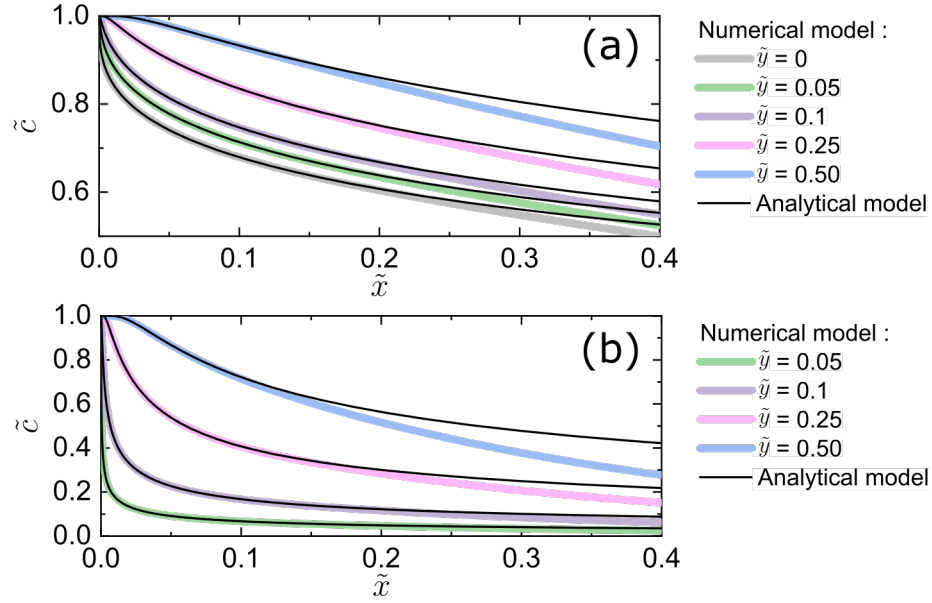 (a)
1.0
0.8
0.6
c̃
0.0 0.1 0.2 0.3 0.4
x̃
Numerical model :
ỹ = 0
ỹ = 0.05
ỹ = 0.1
ỹ = 0.25
ỹ = 0.50
Analytical model
(b)
1.0
0.8
0.6
0.4
0.2
0.0
c̃
0.0 0.1 0.2 0.3 0.4
x̃
Numerical model :
ỹ = 0.05
ỹ = 0.1
ỹ = 0.25
ỹ = 0.50
Analytical model